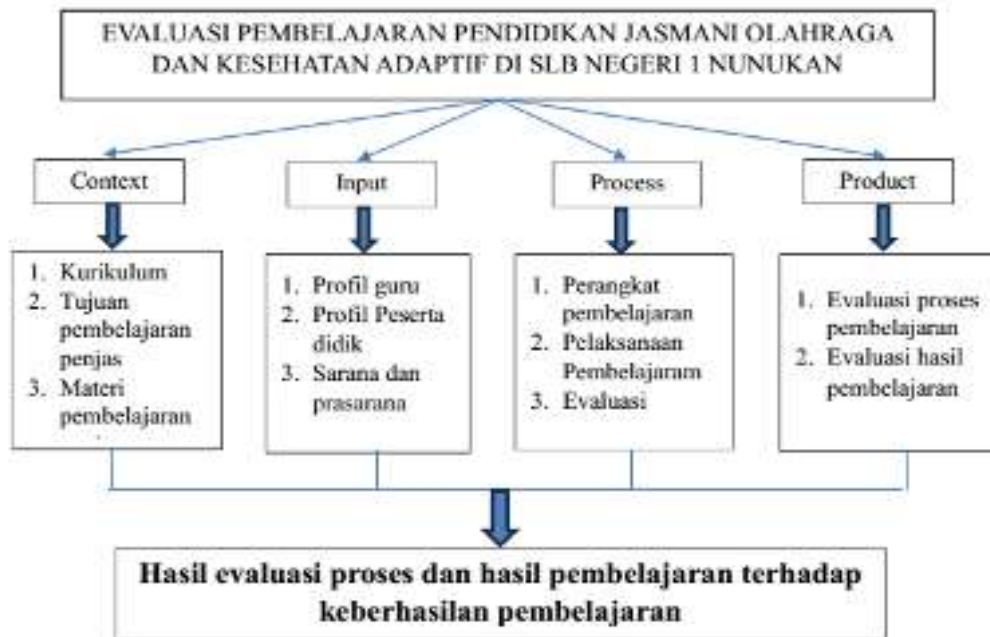 EVALUASI PEMBELAJARAN PENDIDIKAN JASMANI OLAHRAGA
DAN KESEHATAN ADAPTIF DI SLB NEGERI 1 NUNUKAN
Context
Input
Process
Product
1. Kurikulum
2. Tujuan
pembelajaran
penjas
3. Materi
pembelajaran
1. Profil guru
2. Profil Peserta
didik
3. Sarana dan
prasarana
1. Perangkat
pembelajaran
2. Pelaksanaan
Pembelajaram
3. Evaluasi
1. Evaluasi proses
pembelajaran
2. Evaluasi hasil
pembelajaran
Hasil evaluasi proses dan hasil pembelajaran terhadap
keberhasilan pembelajaran